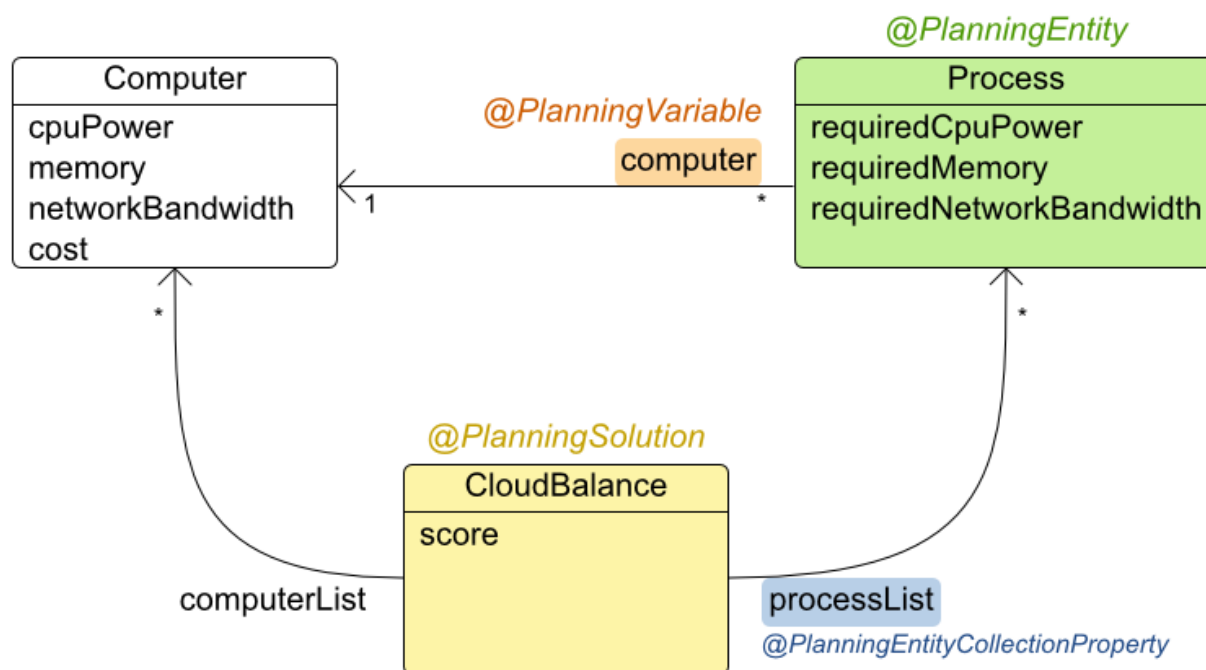 @PlanningEntity
Computer
Process
cpuPower
memory
networkBandwidth
cost
@PlanningVariable
computer
1
*
requiredCpuPower
requiredMemory
requiredNetworkBandwidth
*
*
@PlanningSolution
CloudBalance
score
computerList
processList
@PlanningEntityCollectionProperty